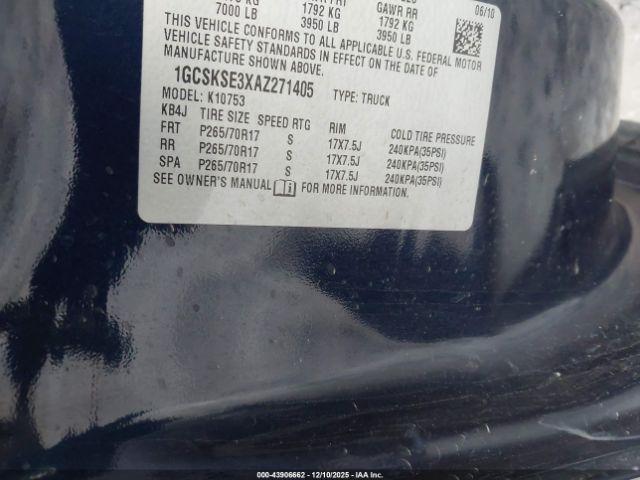 06/10
7000 LB 1792 KG GAWR RR
3950 LB 1792 KG
3950 LB
THIS VEHICLE CONFORMS TO ALL APPLICABLE U.S. FEDERAL MOTOR
VEHICLE SAFETY STANDARDS IN EFFECT ON THE DATE OF
MANUFACTURE SHOWN ABOVE.
1GCSKSE3XAZ271405 TYPE: TRUCK
MODEL: K10753
KB4J TIRE SIZE SPEED RTG RIM COLD TIRE PRESSURE
FRT P265/70R17 S 17X7.5J 240KPA(35PSI)
RR P265/70R17 S 17X7.5J 240KPA(35PSI)
SPA P265/70R17 S 17X7.5J 240KPA(35PSI)
SEE OWNER'S MANUAL FOR MORE INFORMATION.
000-43906662 - 12/10/2025 - IAA Inc.